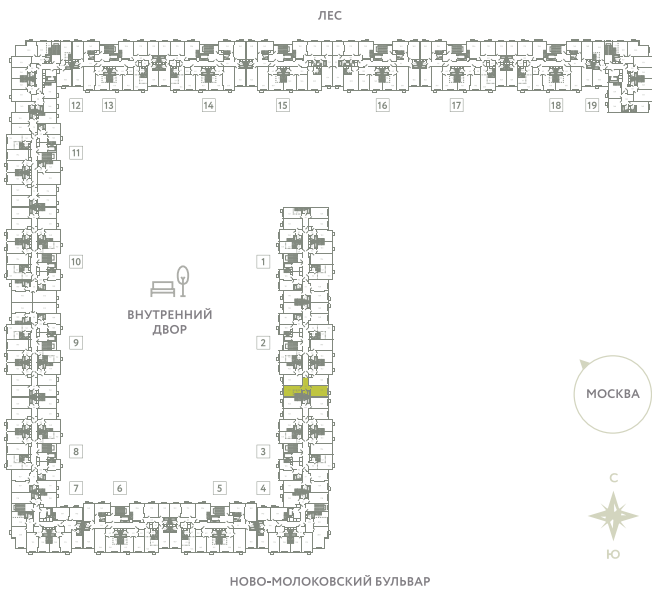 ЛЕС
12 13 14 15 16 17 18 19
11
10 1
ВНУТРЕННИЙ
ДВОР
9 2
МОСКВА
8 3
7 6 5 4
С
Ю
НОВО-МОЛОКОВСКИЙ БУЛЬВАР